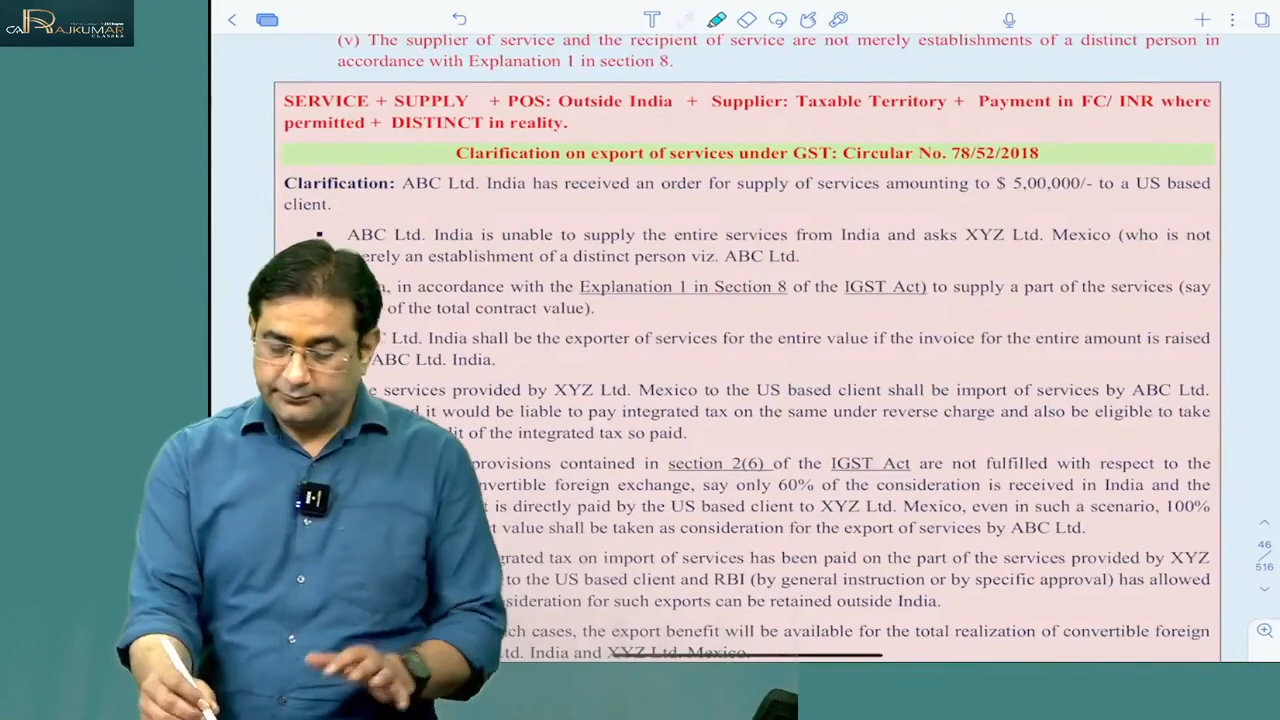 CA RAJKUMAR
CLASSES
(v) The supplier of service and the recipient of service are not merely establishments of a distinct person in
accordance with Explanation 1 in section 8.
SERVICE + SUPPLY + POS: Outside India + Supplier: Taxable Territory + Payment in FC/ INR where
permitted + DISTINCT in reality.
Clarification on export of services under GST: Circular No. 78/52/2018
Clarification: ABC Ltd. India has received an order for supply of services amounting to $ 5,00,000/- to a US based
client.
ABC Ltd. India is unable to supply the entire services from India and asks XYZ Ltd. Mexico (who is not
erely an establishment of a distinct person viz. ABC Ltd.
a, in accordance with the Explanation 1 in Section 8 of the IGST Act) to supply a part of the services (say
of the total contract value).
Ltd. India shall be the exporter of services for the entire value if the invoice for the entire amount is raised
ABC Ltd. India.
e services provided by XYZ Ltd. Mexico to the US based client shall be import of services by ABC Ltd.
d it would be liable to pay integrated tax on the same under reverse charge and also be eligible to take
it of the integrated tax so paid.
provisions contained in section 2(6) of the IGST Act are not fulfilled with respect to the
nvertible foreign exchange, say only 60% of the consideration is received in India and the
t is directly paid by the US based client to XYZ Ltd. Mexico, even in such a scenario, 100%
t value shall be taken as consideration for the export of services by ABC Ltd.
grated tax on import of services has been paid on the part of the services provided by XYZ
to the US based client and RBI (by general instruction or by specific approval) has allowed
sideration for such exports can be retained outside India.
ch cases, the export benefit will be available for the total realization of convertible foreign
td. India and XYZ Ltd. Mexico.
46
516